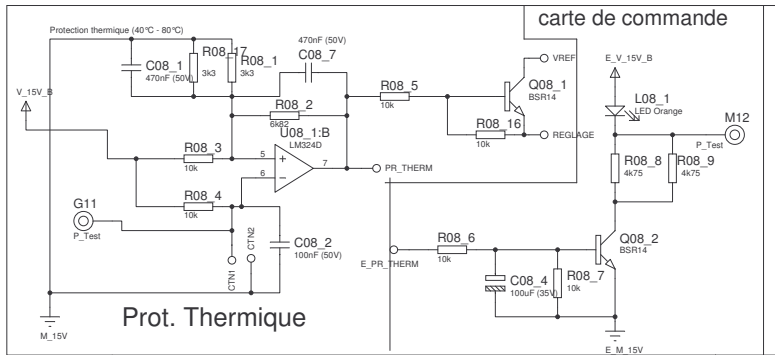 carte de commande
Protection thermique (40°C - 80°C)
C08_1
470nF (50V)
R08_17
3k3
R08_1
3k3
470nF (50V)
C08_7
V_15V_B
R08_2
6k82
U08_1:B
LM324D
R08_3
10k
R08_4
10k
5
6
7
PR_THERM
G11
P_Test
CTN1
CTN2
C08_2
100nF (50V)
M_15V
Prot. Thermique
R08_5
10k
R08_16
10k
VREF
Q08_1
BSR14
REGLAGE
E_V_15V_B
L08_1
LED Orange
M12
P_Test
R08_8
4k75
R08_9
4k75
E_PR_THERM
R08_6
10k
C08_4
100uF (35V)
R08_7
10k
Q08_2
BSR14
E_M_15V